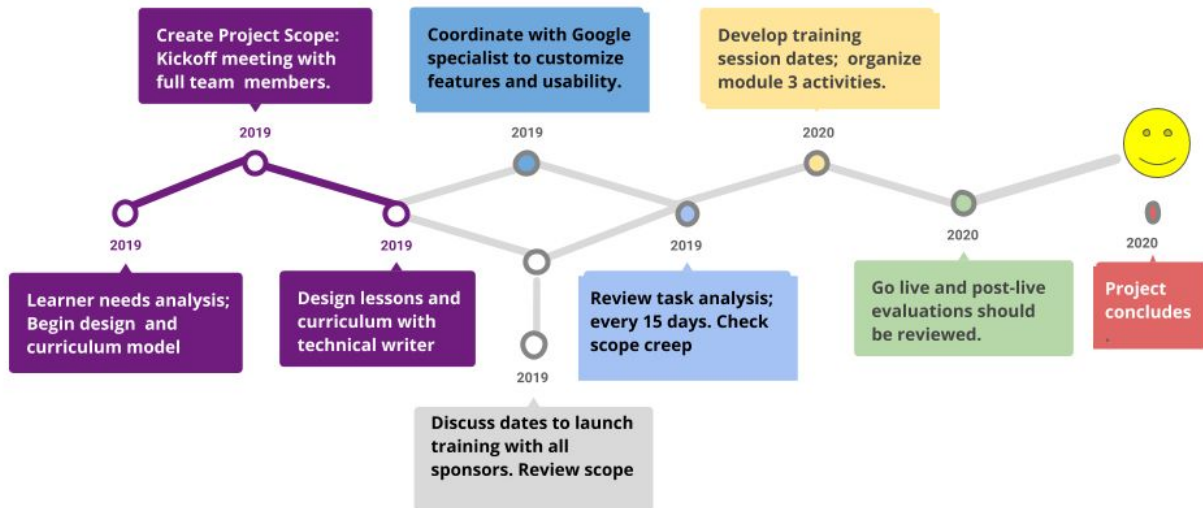 Create Project Scope:
Kickoff meeting with
full team  members.
Coordinate with Google
specialist to customize
features and usability.
Develop training
session dates;  organize
module 3 activities.
2019
2019
2020
2019
2019
2019
2020
2020
Learner needs analysis;
Begin design  and
curriculum model
Design lessons and
curriculum with
technical writer
Review task analysis;
every 15 days. Check
scope creep
Go live and post-live
evaluations should
be reviewed.
Project
concludes
.
2019
Discuss dates to launch
training with all
sponsors. Review scope